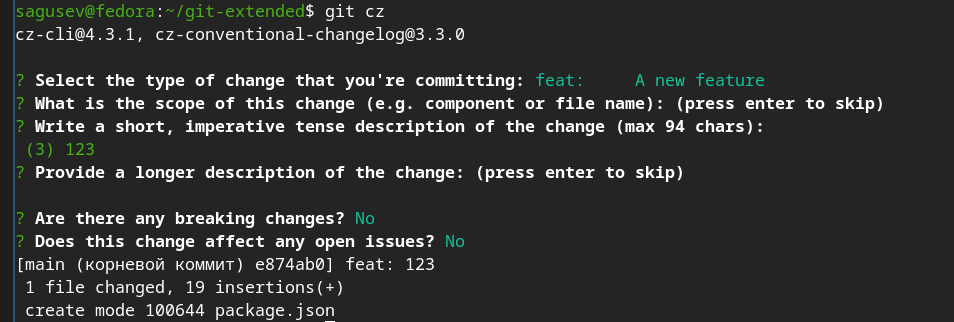 sagusev@fedora:~/git-extended$ git cz
cz-cli@4.3.1, cz-conventional-changelog@3.3.0
? Select the type of change that you're committing: feat:     A new feature
? What is the scope of this change (e.g. component or file name): (press enter to skip)
? Write a short, imperative tense description of the change (max 94 chars):
 (3) 123
? Provide a longer description of the change: (press enter to skip)
? Are there any breaking changes? No
? Does this change affect any open issues? No
[main (корневой коммит) e874ab0] feat: 123
 1 file changed, 19 insertions(+)
 create mode 100644 package.json